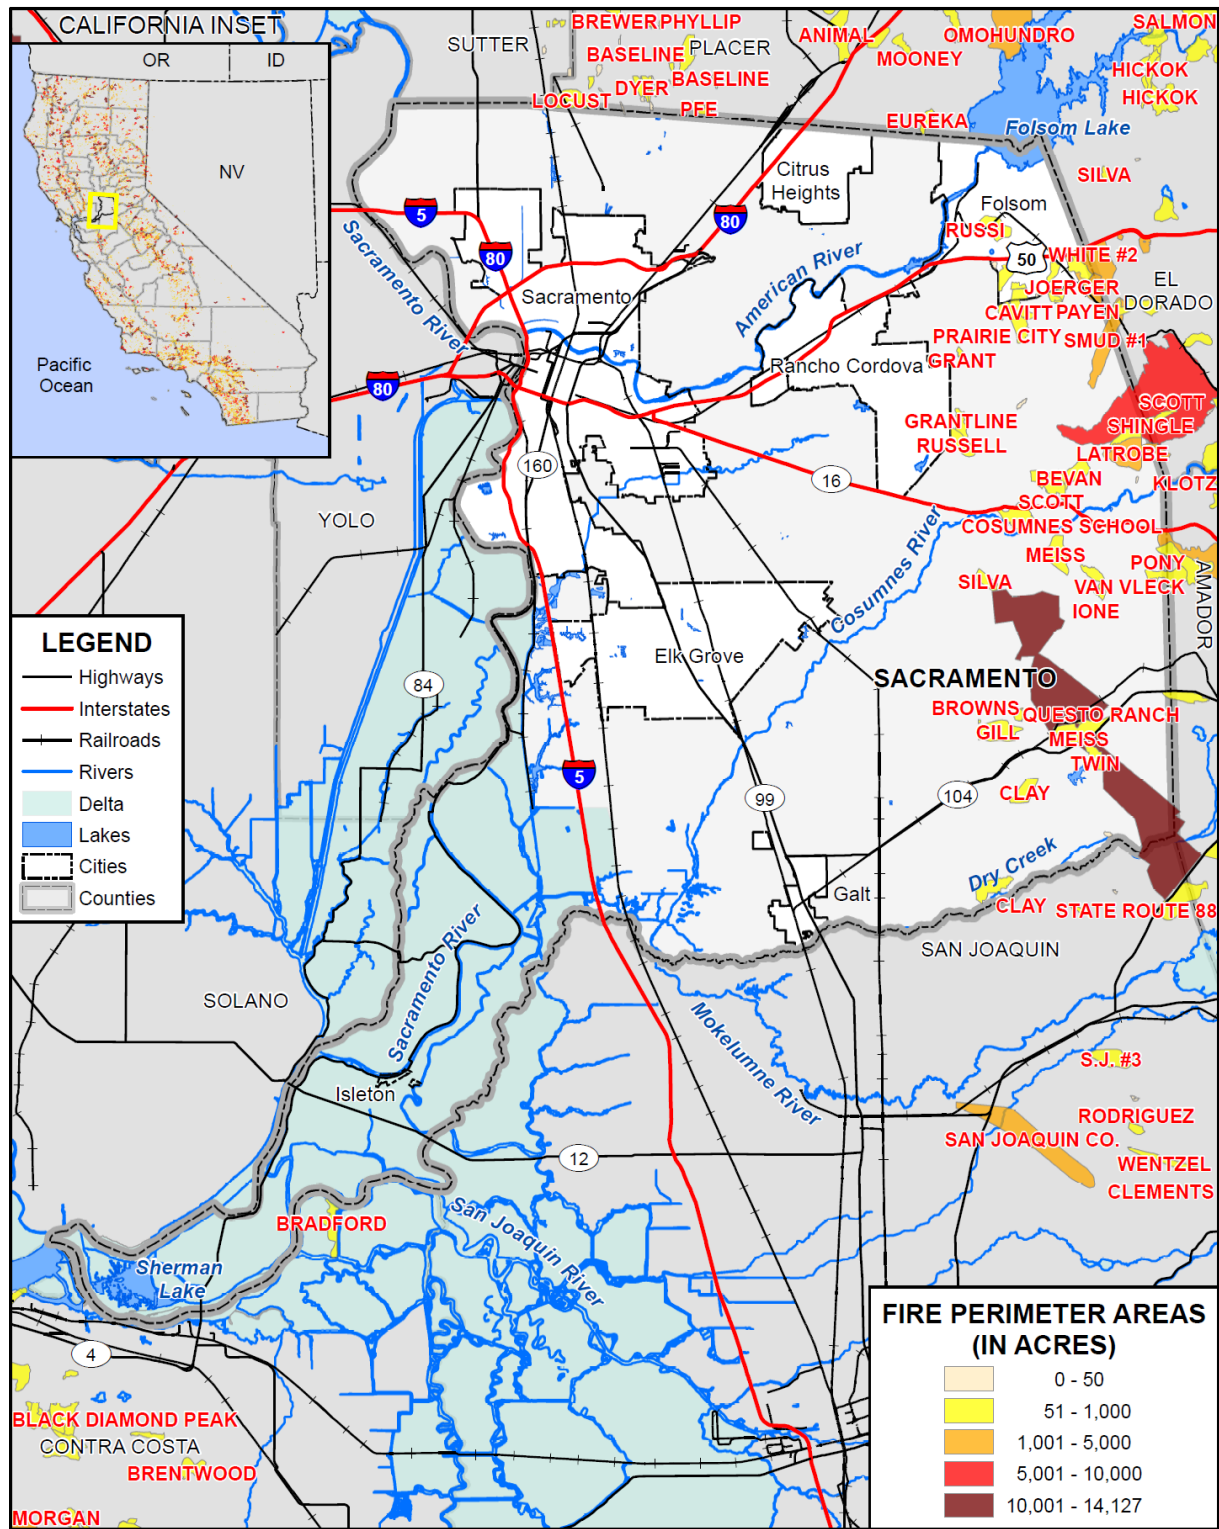 CALIFORNIA INSET
OR
ID
NV
Pacific
Ocean
SUTTER
BREWER
PHYLLIP
BASELINE
PLACER
DYER
BASELINE
LOCUST
PFE
ANIMAL
MOONEY
OMOHUNDRO
SALMON
HICKOK
HICKOK
EUREKA
Folsom Lake
SILVA
Citrus
Heights
Folsom
RUSSI
5
80
80
50
WHITE #2
Sacramento River
Sacramento
American River
JOERGER
EL
DORADO
CAVITT
PAYEN
PRAIRIE CITY
SMUD #1
Rancho Cordova
GRANT
80
SCOTT
SHINGLE
GRANTLINE
RUSSELL
LATROBE
160
16
BEVAN
KLOTZ
SCOTT
COSUMNES SCHOOL
YOLO
Cosumnes River
MEISS
PONY
AMADOR
SILVA
VAN VLECK
IONE
LEGEND
Highways
Interstates
Railroads
Rivers
Delta
Lakes
Cities
Counties
Elk Grove
84
SACRAMENTO
BROWNS
QUESTO RANCH
GILL
MEISS
TWIN
5
99
104
CLAY
Dry Creek
Galt
CLAY
STATE ROUTE 88
SAN JOAQUIN
Sacramento River
SOLANO
Mokelumne River
S.J. #3
Isleton
RODRIGUEZ
SAN JOAQUIN CO.
12
WENTZEL
CLEMENTS
BRADFORD
San Joaquin River
Sherman
Lake
4
BLACK DIAMOND PEAK
CONTRA COSTA
BRENTWOOD
MORGAN
FIRE PERIMETER AREAS
(IN ACRES)
0 - 50
51 - 1,000
1,001 - 5,000
5,001 - 10,000
10,001 - 14,127